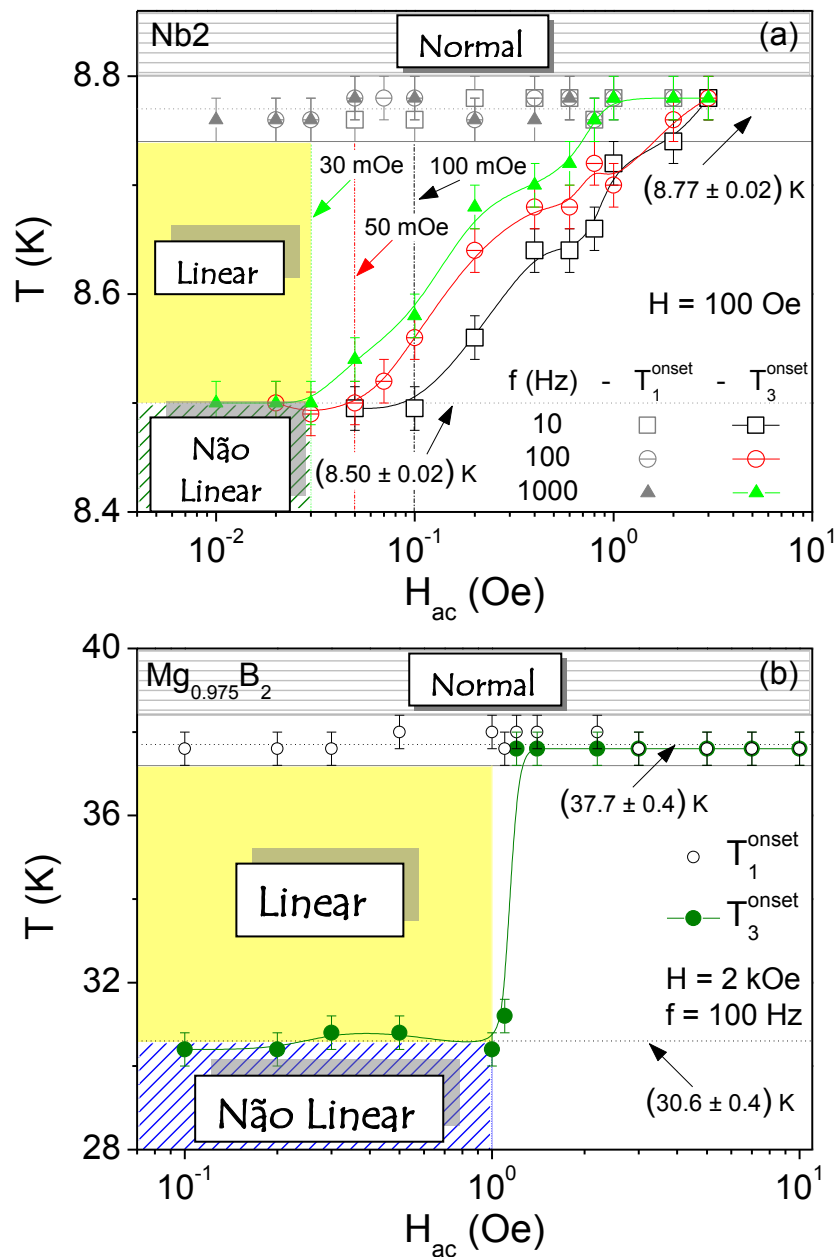 Nb2
Normal
(a)
8.8
8.6
8.4
T (K)
30 mOe
100 mOe
50 mOe
(8.77 ± 0.02) K
Linear
H = 100 Oe
Não
Linear
(8.50 ± 0.02) K
f (Hz) - T₁ᵒⁿˢᵉᵗ - T₃ᵒⁿˢᵉᵗ
10
100
1000
10⁻² 10⁻¹ 10⁰ 10¹
H_ac (Oe)
Mg₀.₉₇₅B₂
Normal
(b)
40
36
32
28
T (K)
(37.7 ± 0.4) K
Linear
T₁ᵒⁿˢᵉᵗ
T₃ᵒⁿˢᵉᵗ
H = 2 kOe
f = 100 Hz
(30.6 ± 0.4) K
Não Linear
10⁻¹ 10⁰ 10¹
H_ac (Oe)